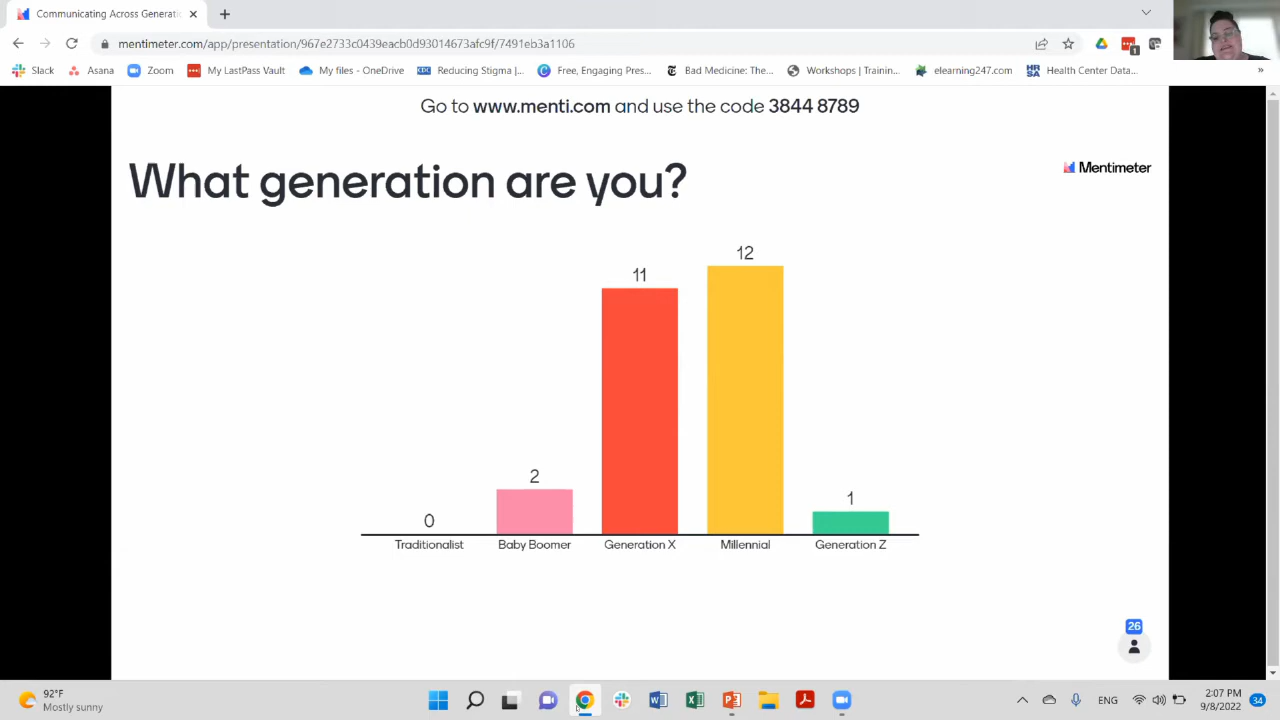 Communicating Across Generati
mentimeter.com/app/presentation/967e2733c0439eacb0d83014673afc9f/7491eb3a1106
1
Slack
Asana
Zoom
My LastPass Vault
My files - OneDrive
CDC
Reducing Stigma |...
Free, Engaging Pres...
Bad Medicine: The...
Workshops | Trainin...
elearning247.com
Health Center Data...
»
Go to www.menti.com and use the code 3844 8789
What generation are you?
Mentimeter
0
2
11
12
1
Traditionalist
Baby Boomer
Generation X
Millennial
Generation Z
26
92°F
Mostly sunny
ENG
2:07 PM
9/8/2022
34